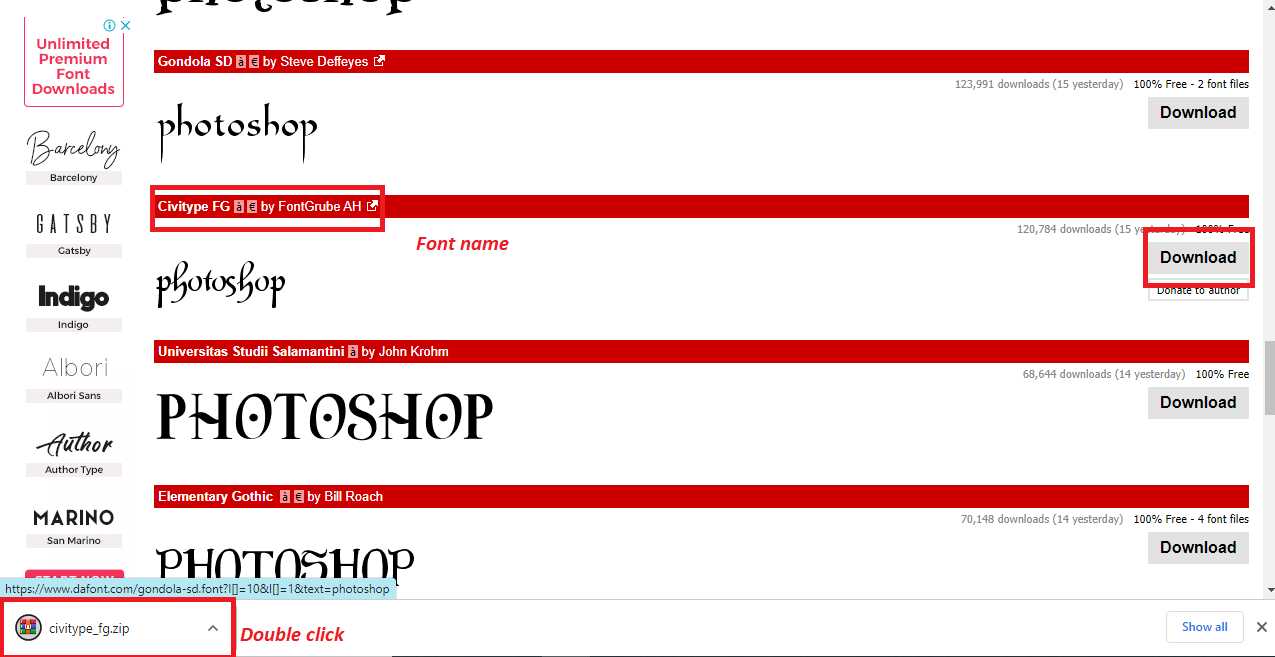 photoshop
Unlimited
Premium
Font
Downloads
Barcelony
Barcelony
GATSBY
Gatsby
Indigo
Indigo
Albori
Albori Sans
Author
Author Type
MARINO
San Marino
START NOW
Gondola SD à € by Steve Deffeyes
123,991 downloads (15 yesterday) 100% Free - 2 font files
Download
photoshop
Civitype FG à € by FontGrube AH
Font name
120,784 downloads (15 yesterday) 100% Free
Download
Donate to author
photoshop
Universitas Studii Salamantini à by John Krohm
68,644 downloads (14 yesterday) 100% Free
Download
PHOTOSHOP
Elementary Gothic à € by Bill Roach
70,148 downloads (14 yesterday) 100% Free - 4 font files
Download
PHOTOSHOP
https://www.dafont.com/gondola-sd.font?l[]=10&l[]=1&text=photoshop
civitype_fg.zip
Double click
Show all